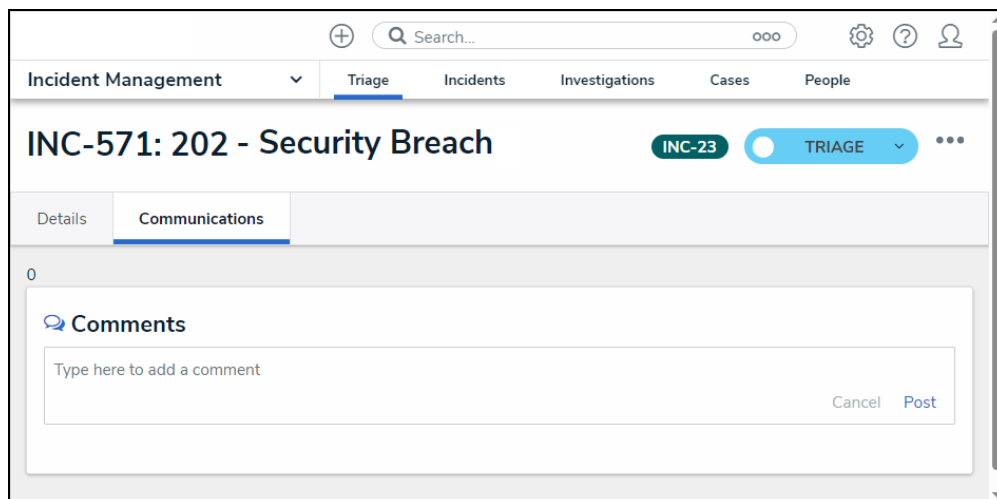 Search...
Incident Management Triage Incidents Investigations Cases People
INC-571: 202 - Security Breach INC-23 TRIAGE
Details Communications
0
Comments
Type here to add a comment
Cancel Post